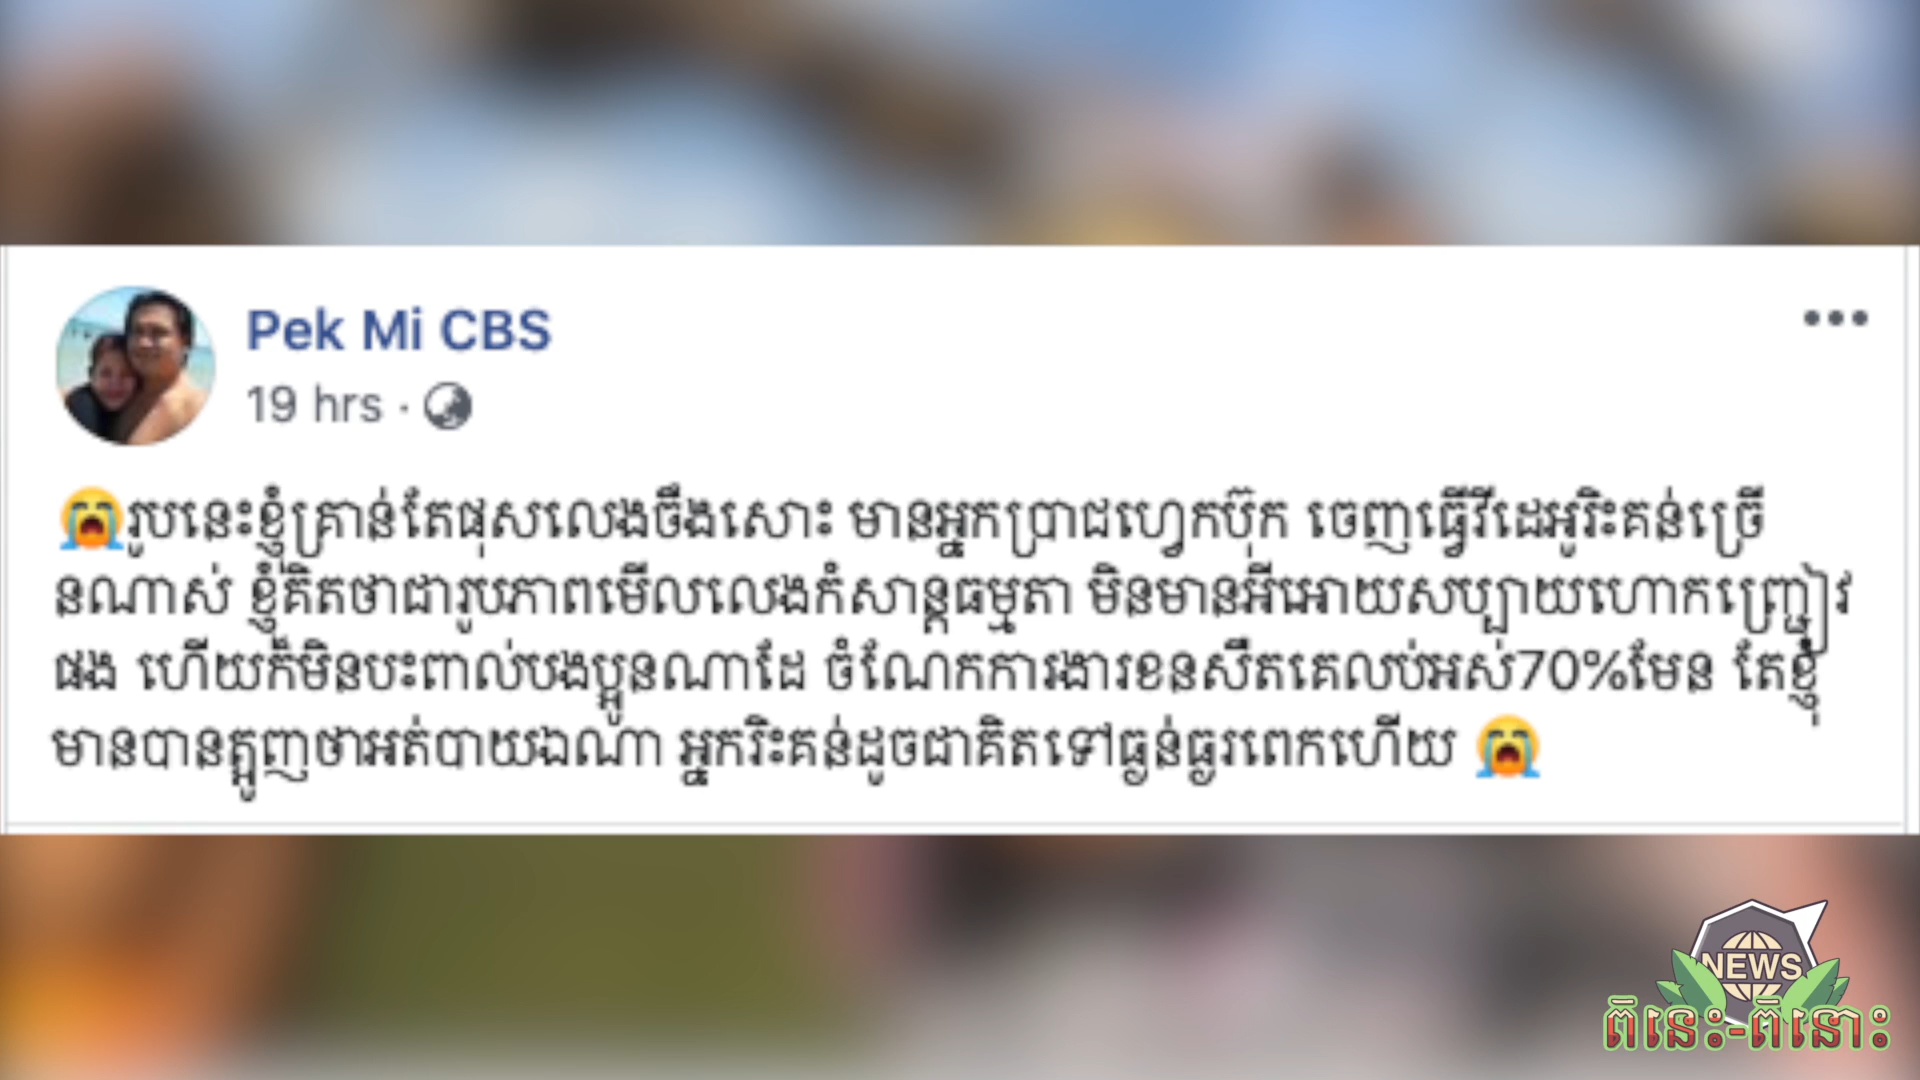 Pek Mi CBS
19 hrs ·
😭រូបនេះខ្ញុំគ្រាន់តែផុសលេងចឹងសោះ មានអ្នកប្រាជហ្វេកប៊ុក ចេញធ្វើវីដេអូរិះគន់ច្រើ
នណាស់ ខ្ញុំគិតថាជារូបភាពមើលលេងកំសាន្តធម្មតា មិនមានអីអោយសប្បាយហោកញ្ជ្រៀវ
ផង ហើយក៏មិនបះពាល់បងប្អូនណាដែ ចំណែកការងារខនសឺតគេលប់អស់70%មែន តែខ្ញុំ
មានបានត្អូញថាអត់បាយឯណា អ្នករិះគន់ដូចជាគិតទៅធ្ងន់ធ្ងរពេកហើយ 😭
NEWS
ពិនេះ-ពិនោះ